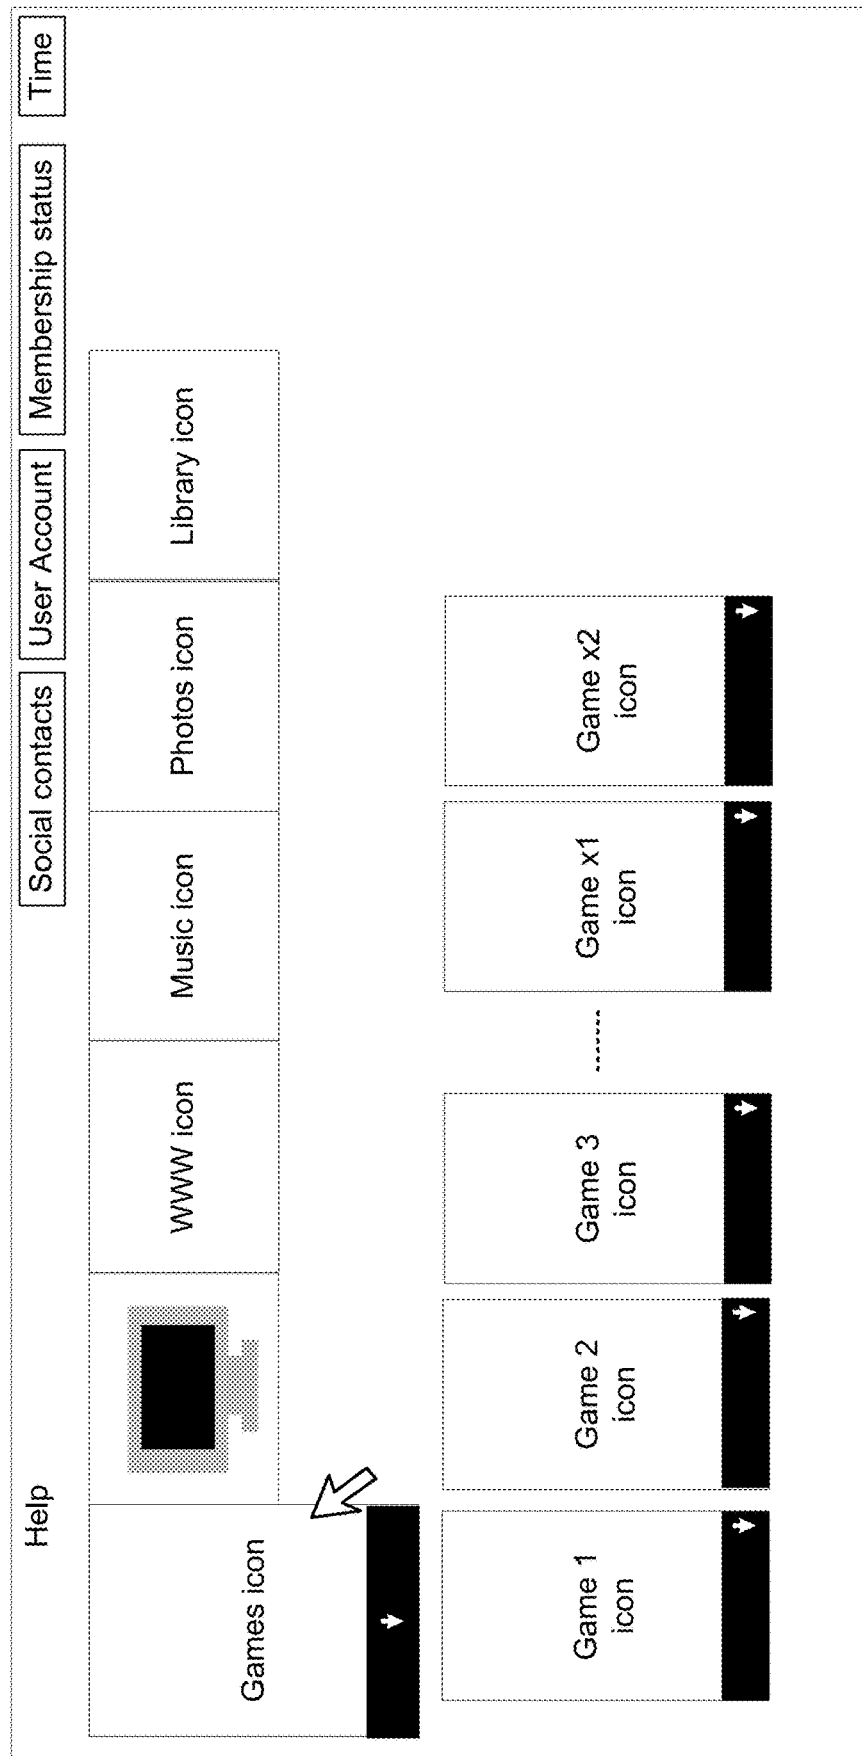 Help
Social contacts
User Account
Membership status
Time
Games icon
WWW icon
Music icon
Photos icon
Library icon
Game 1
icon
Game 2
icon
Game 3
icon
.......
Game x1
icon
Game x2
icon